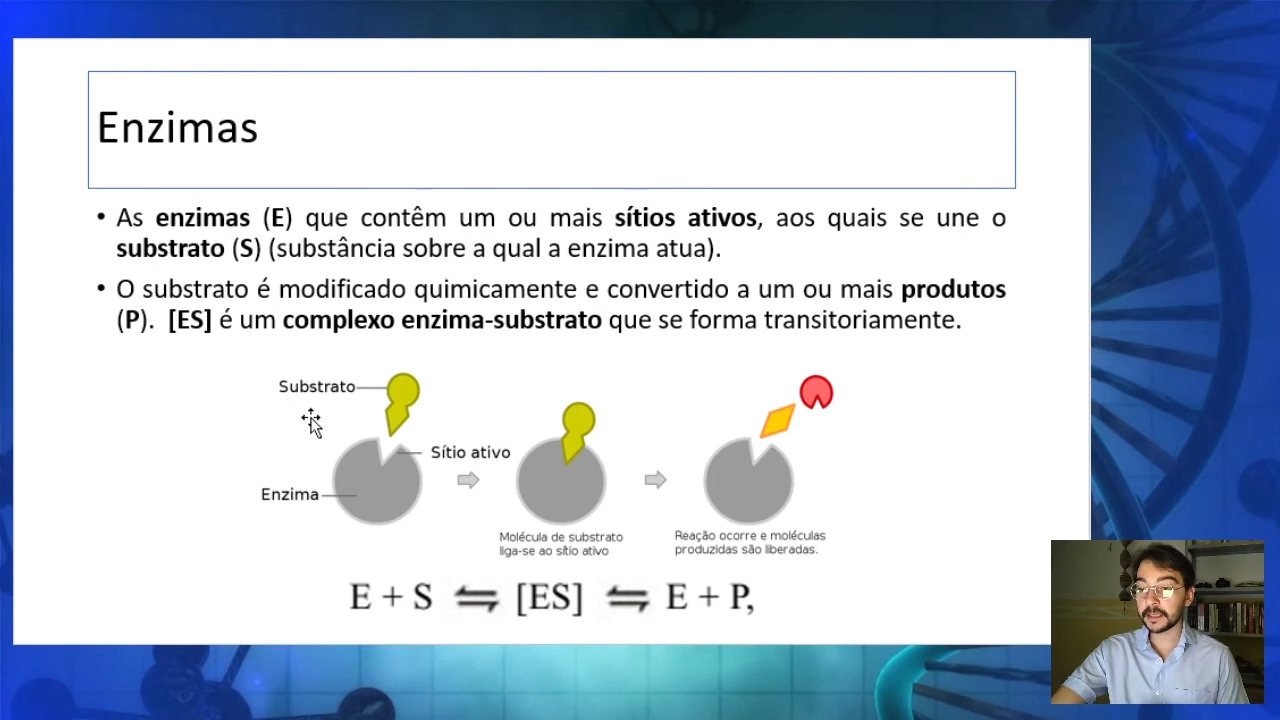 Enzimas
• As enzimas (E) que contêm um ou mais sítios ativos, aos quais se une o
substrato (S) (substância sobre a qual a enzima atua).
• O substrato é modificado quimicamente e convertido a um ou mais produtos
(P). [ES] é um complexo enzima-substrato que se forma transitoriamente.
Substrato
Sítio ativo
Enzima
Molécula de substrato
liga-se ao sítio ativo
Reação ocorre e moléculas
produzidas são liberadas.
E + S ⇌ [ES] ⇌ E + P,